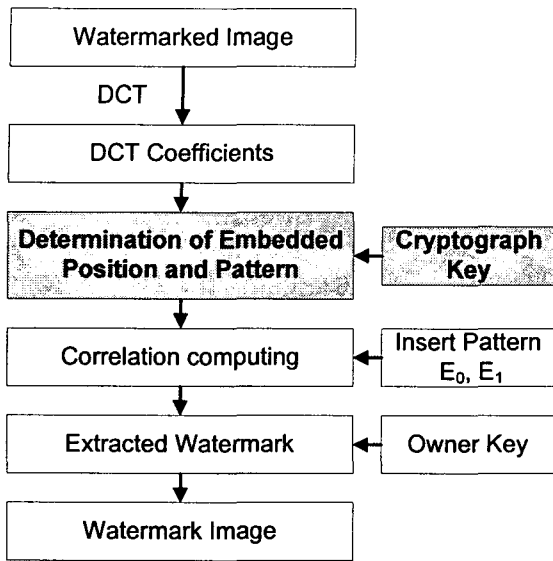 Watermarked Image
DCT
DCT Coefficients
Determination of Embedded
Position and Pattern
Cryptograph
Key
Correlation computing
Insert Pattern
E₀, E₁
Extracted Watermark
Owner Key
Watermark Image